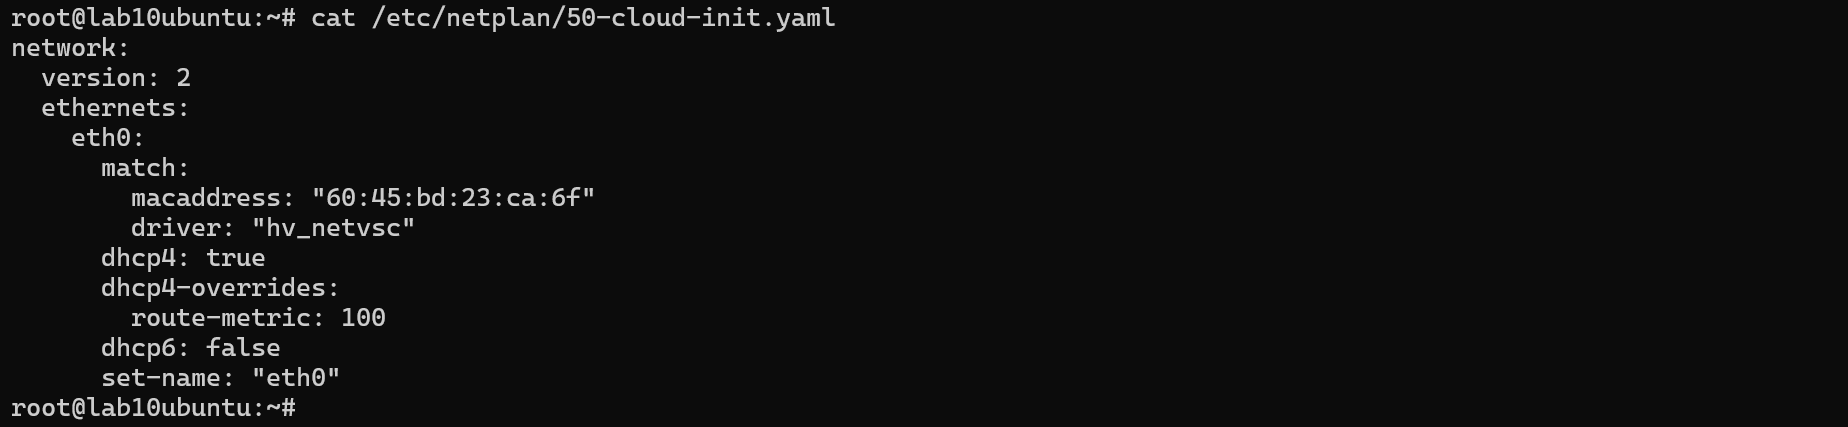 root@lab10ubuntu:~# cat /etc/netplan/50-cloud-init.yaml
network:
  version: 2
  ethernets:
    eth0:
      match:
        macaddress: "60:45:bd:23:ca:6f"
        driver: "hv_netvsc"
      dhcp4: true
      dhcp4-overrides:
        route-metric: 100
      dhcp6: false
      set-name: "eth0"
root@lab10ubuntu:~#